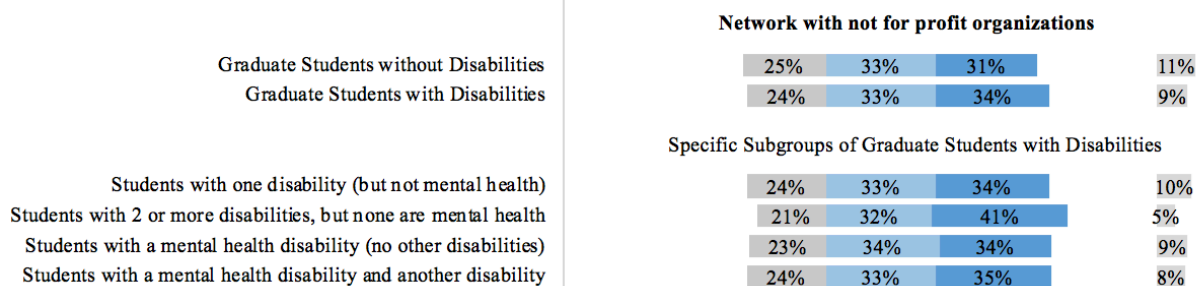 Network with not for profit organizations
Graduate Students without Disabilities 25% 33% 31% 11%
Graduate Students with Disabilities 24% 33% 34% 9%
Specific Subgroups of Graduate Students with Disabilities
Students with one disability (but not mental health) 24% 33% 34% 10%
Students with 2 or more disabilities, but none are mental health 21% 32% 41% 5%
Students with a mental health disability (no other disabilities) 23% 34% 34% 9%
Students with a mental health disability and another disability 24% 33% 35% 8%